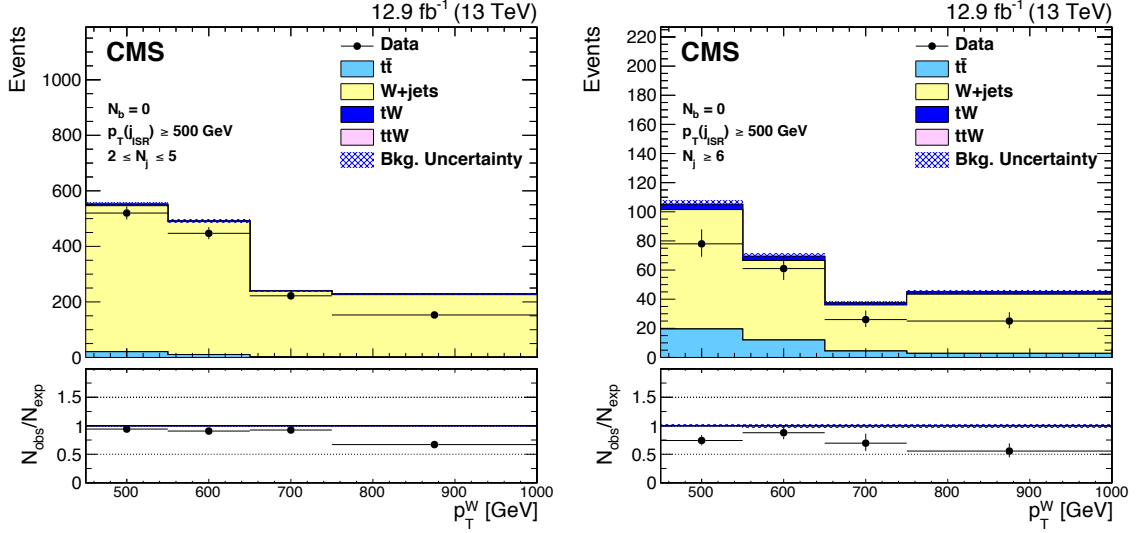 12.9 fb⁻¹ (13 TeV)
Events
CMS
Data
tt̄
W+jets
tW
ttW
Bkg. Uncertainty
N_b = 0
p_T(j_ISR) ≥ 500 GeV
2 ≤ N_j ≤ 5
1000
800
600
400
200
0
N_obs/N_exp
1.5
1
0.5
0
500 600 700 800 900 1000
p_T^W [GeV]
12.9 fb⁻¹ (13 TeV)
Events
CMS
Data
tt̄
W+jets
tW
ttW
Bkg. Uncertainty
N_b = 0
p_T(j_ISR) ≥ 500 GeV
N_j ≥ 6
220
200
180
160
140
120
100
80
60
40
20
0
N_obs/N_exp
1.5
1
0.5
0
500 600 700 800 900 1000
p_T^W [GeV]